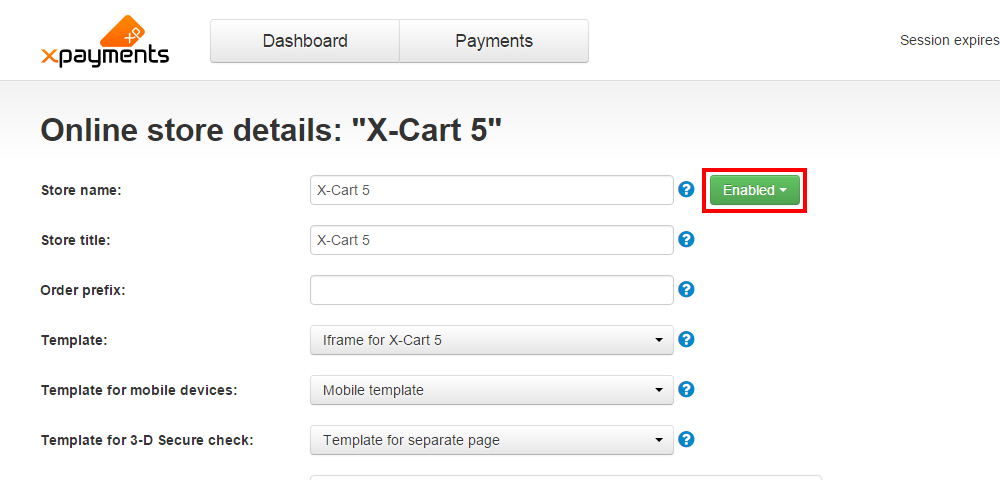 xp
xpayments
Dashboard
Payments
Session expires
Online store details: "X-Cart 5"
Store name:
X-Cart 5
?
Enabled
Store title:
X-Cart 5
?
Order prefix:
?
Template:
Iframe for X-Cart 5
?
Template for mobile devices:
Mobile template
?
Template for 3-D Secure check:
Template for separate page
?